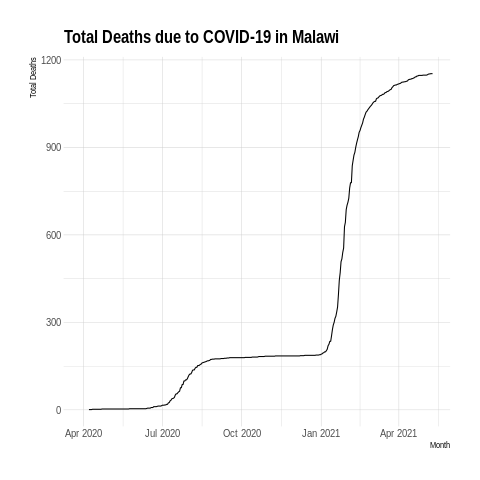 Total Deaths due to COVID-19 in Malawi
Total Deaths
1200
900
600
300
0
Apr 2020 Jul 2020 Oct 2020 Jan 2021 Apr 2021
Month